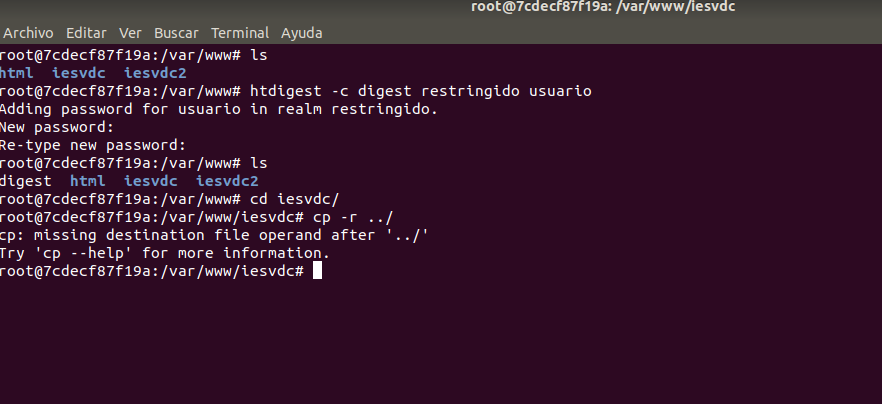 root@7cdecf87f19a: /var/www/iesvdc
Archivo Editar Ver Buscar Terminal Ayuda
root@7cdecf87f19a:/var/www# ls
html  iesvdc  iesvdc2
root@7cdecf87f19a:/var/www# htdigest -c digest restringido usuario
Adding password for usuario in realm restringido.
New password:
Re-type new password:
root@7cdecf87f19a:/var/www# ls
digest  html  iesvdc  iesvdc2
root@7cdecf87f19a:/var/www# cd iesvdc/
root@7cdecf87f19a:/var/www/iesvdc# cp -r ../
cp: missing destination file operand after '../'
Try 'cp --help' for more information.
root@7cdecf87f19a:/var/www/iesvdc#